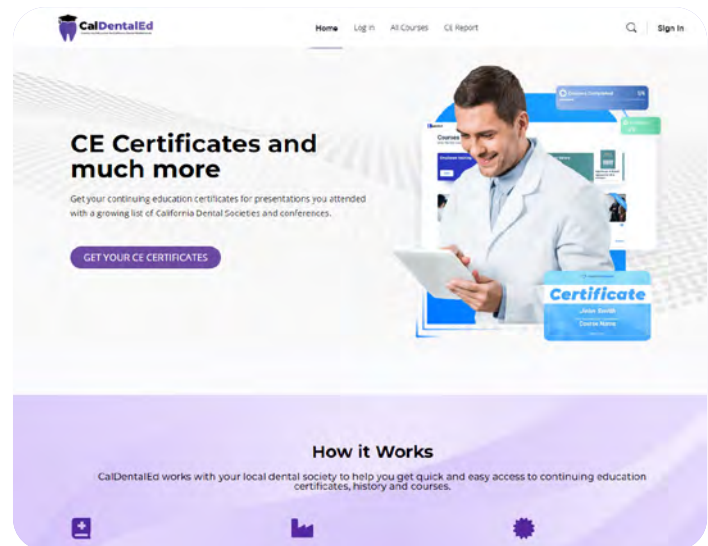 CalDentalEd
Home Log In All Courses CE Report
Sign In
CE Certificates and
much more
Get your continuing education certificates for presentations you attended
with a growing list of California Dental Societies and conferences.
GET YOUR CE CERTIFICATES
Courses
Certificate
Course Name
How it Works
CalDentalEd works with your local dental society to help you get quick and easy access to continuing education
certificates, history and courses.